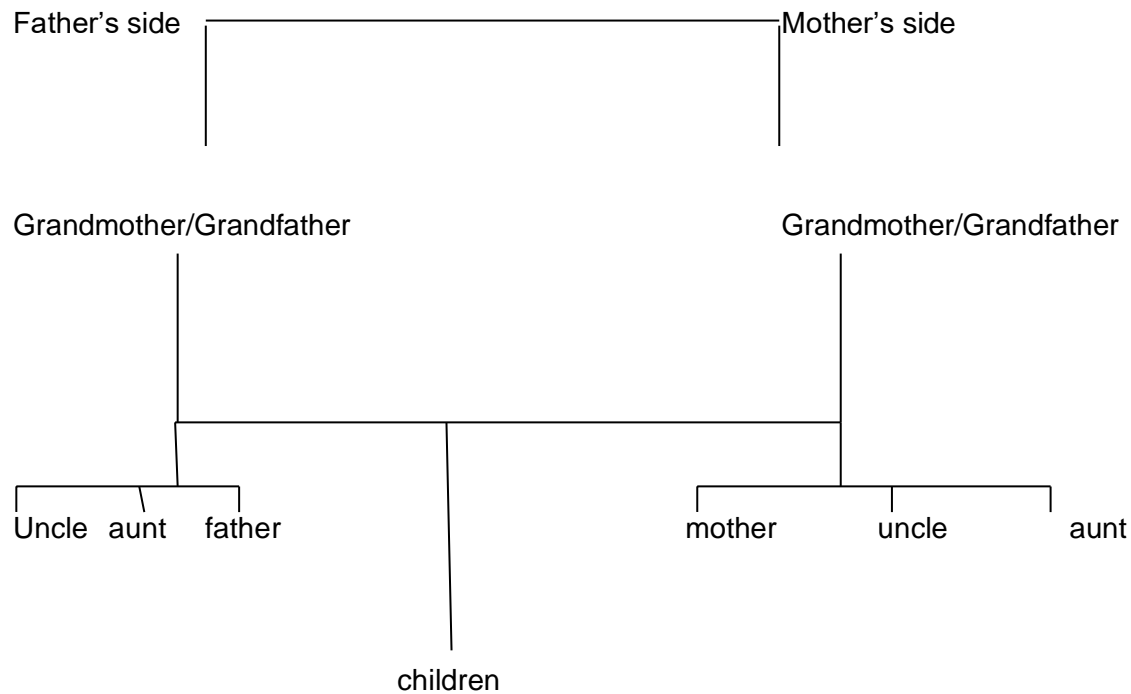 Father’s side Mother’s side
Grandmother/Grandfather Grandmother/Grandfather
Uncle aunt father mother uncle aunt
children